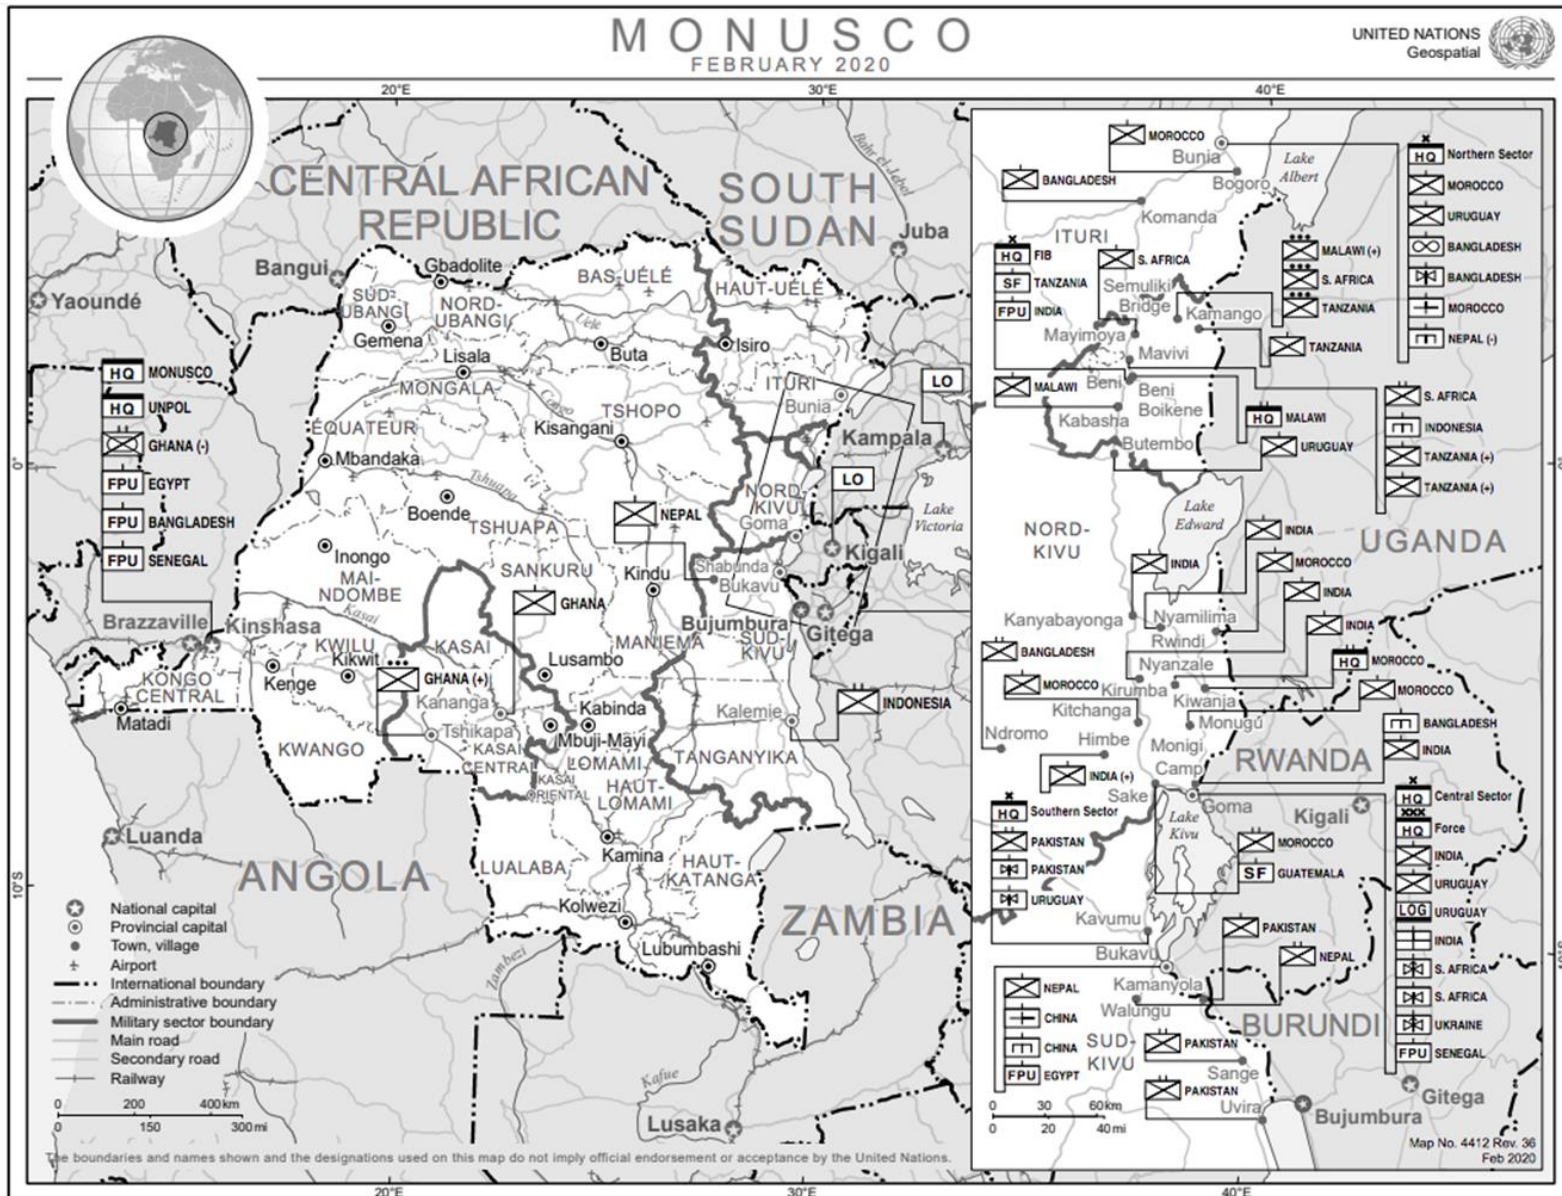 MONUSCO
FEBRUARY 2020
UNITED NATIONS
Geospatial
20°E
30°E
40°E
CENTRAL AFRICAN
REPUBLIC
SOUTH
SUDAN
Bahr el-Jebel
Juba
Bangui
Gbadolite
BAS-UÉLÉ
HAUT-UÉLÉ
Yaoundé
SUD-
UBANGI
NORD-
UBANGI
Uele
Gemena
Lisala
Buta
Isiro
HQ MONUSCO
HQ UNPOL
GHANA (-)
FPU EGYPT
FPU BANGLADESH
FPU SENEGAL
MONGALA
Congo
ITURI
Bunia
LO
ÉQUATEUR
TSHOPO
Kisangani
Kampala
0°
Mbandaka
Tshuapa
LO
Boende
TSHUAPA
NEPAL
NORD-
KIVU
Goma
Lake
Victoria
Kigali
Inongo
MAI-
NDOMBE
SANKURU
Kindu
Shabunda
Bukavu
GHANA
Kasai
Brazzaville
Kinshasa
KWILU
KASAI
MANIEMA
Bujumbura
Gitega
SUD-
KIVU
Kikwit
Lusambo
Kenge
KONGO
CENTRAL
GHANA (+)
Kananga
Kabinda
Kalemie
INDONESIA
Matadi
Tshikapa
Mbuji-Mayi
KWANGO
KASAI
CENTRAL
LOMAMI
TANGANYIKA
KASAI
ORIENTAL
HAUT-
LOMAMI
Luanda
Kamina
ANGOLA
LUALABA
HAUT-
KATANGA
10°S
Kolwezi
ZAMBIA
Lubumbashi
Zambezi
Kafue
Lusaka
National capital
Provincial capital
Town, village
Airport
International boundary
Administrative boundary
Military sector boundary
Main road
Secondary road
Railway
0 200 400 km
0 150 300 mi
The boundaries and names shown and the designations used on this map do not imply official endorsement or acceptance by the United Nations.
20°E
30°E
40°E
MOROCCO
Bunia
Lake
Albert
BANGLADESH
Bogoro
Komanda
HQ Northern Sector
MOROCCO
URUGUAY
BANGLADESH
BANGLADESH
MOROCCO
NEPAL (-)
ITURI
HQ FIB
SF TANZANIA
FPU INDIA
S. AFRICA
MALAWI (+)
S. AFRICA
TANZANIA
Semuliki
Bridge
Kamango
Mayimoya
TANZANIA
Mavivi
MALAWI
Beni
Beni
Boikene
Kabasha
S. AFRICA
INDONESIA
TANZANIA (+)
TANZANIA (+)
HQ MALAWI
URUGUAY
Butembo
Lake
Edward
NORD-
KIVU
INDIA
UGANDA
INDIA
MOROCCO
INDIA
Kanyabayonga
Nyamilima
Rwindi
INDIA
BANGLADESH
Nyanzale
HQ MOROCCO
MOROCCO
Kirumba
Kiwanja
MOROCCO
Kitchanga
Monugú
BANGLADESH
Ndromo
Himbe
Monigi
Camp
INDIA
RWANDA
INDIA (+)
Sake
Goma
Kigali
HQ Southern Sector
PAKISTAN
PAKISTAN
URUGUAY
Lake
Kivu
MOROCCO
SF GUATEMALA
HQ Central Sector
HQ Force
INDIA
URUGUAY
LOG URUGUAY
INDIA
S. AFRICA
S. AFRICA
UKRAINE
FPU SENEGAL
Kavumu
PAKISTAN
Bukavu
NEPAL
NEPAL
CHINA
CHINA
FPU EGYPT
Kamanyola
Walungu
BURUNDI
SUD-
KIVU
PAKISTAN
Sange
PAKISTAN
Uvira
Gitega
Bujumbura
0 30 60 km
0 20 40 mi
Map No. 4412 Rev. 36
Feb 2020